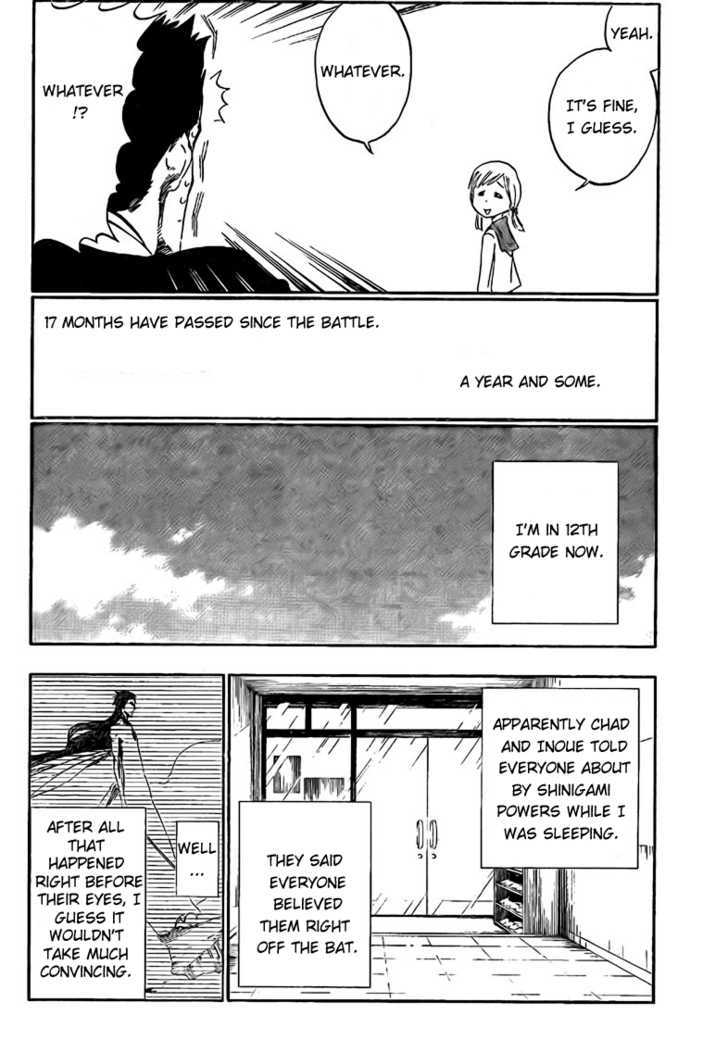 YEAH.
IT'S FINE,
I GUESS.
WHATEVER.
WHATEVER
!?
17 MONTHS HAVE PASSED SINCE THE BATTLE.
A YEAR AND SOME.
I'M IN 12TH
GRADE NOW.
APPARENTLY CHAD
AND INOUE TOLD
EVERYONE ABOUT
BY SHINIGAMI
POWERS WHILE I
WAS SLEEPING.
THEY SAID
EVERYONE
BELIEVED
THEM RIGHT
OFF THE BAT.
WELL
...
AFTER ALL
THAT
HAPPENED
RIGHT BEFORE
THEIR EYES, I
GUESS IT
WOULDN'T
TAKE MUCH
CONVINCING.